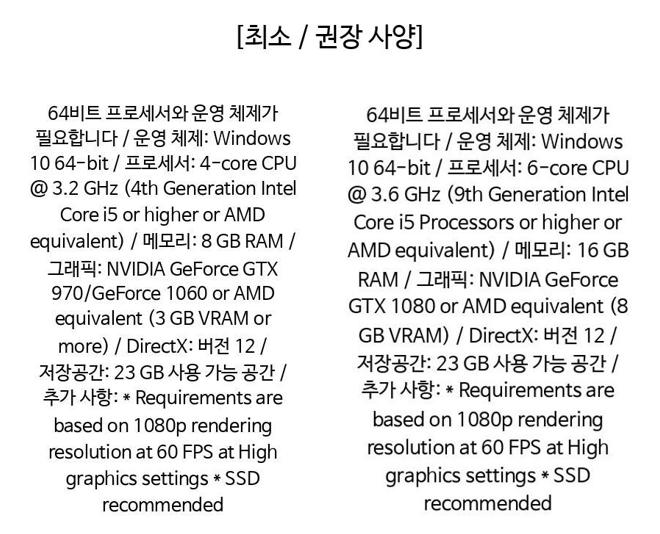 [최소 / 권장 사양]
64비트 프로세서와 운영 체제가
필요합니다 / 운영 체제: Windows
10 64-bit / 프로세서: 4-core CPU
@ 3.2 GHz (4th Generation Intel
Core i5 or higher or AMD
equivalent) / 메모리: 8 GB RAM /
그래픽: NVIDIA GeForce GTX
970/GeForce 1060 or AMD
equivalent (3 GB VRAM or
more) / DirectX: 버전 12 /
저장공간: 23 GB 사용 가능 공간 /
추가 사항: * Requirements are
based on 1080p rendering
resolution at 60 FPS at High
graphics settings * SSD
recommended
64비트 프로세서와 운영 체제가
필요합니다 / 운영 체제: Windows
10 64-bit / 프로세서: 6-core CPU
@ 3.6 GHz (9th Generation Intel
Core i5 Processors or higher or
AMD equivalent) / 메모리: 16 GB
RAM / 그래픽: NVIDIA GeForce
GTX 1080 or AMD equivalent (8
GB VRAM) / DirectX: 버전 12 /
저장공간: 23 GB 사용 가능 공간 /
추가 사항: * Requirements are
based on 1080p rendering
resolution at 60 FPS at High
graphics settings * SSD
recommended